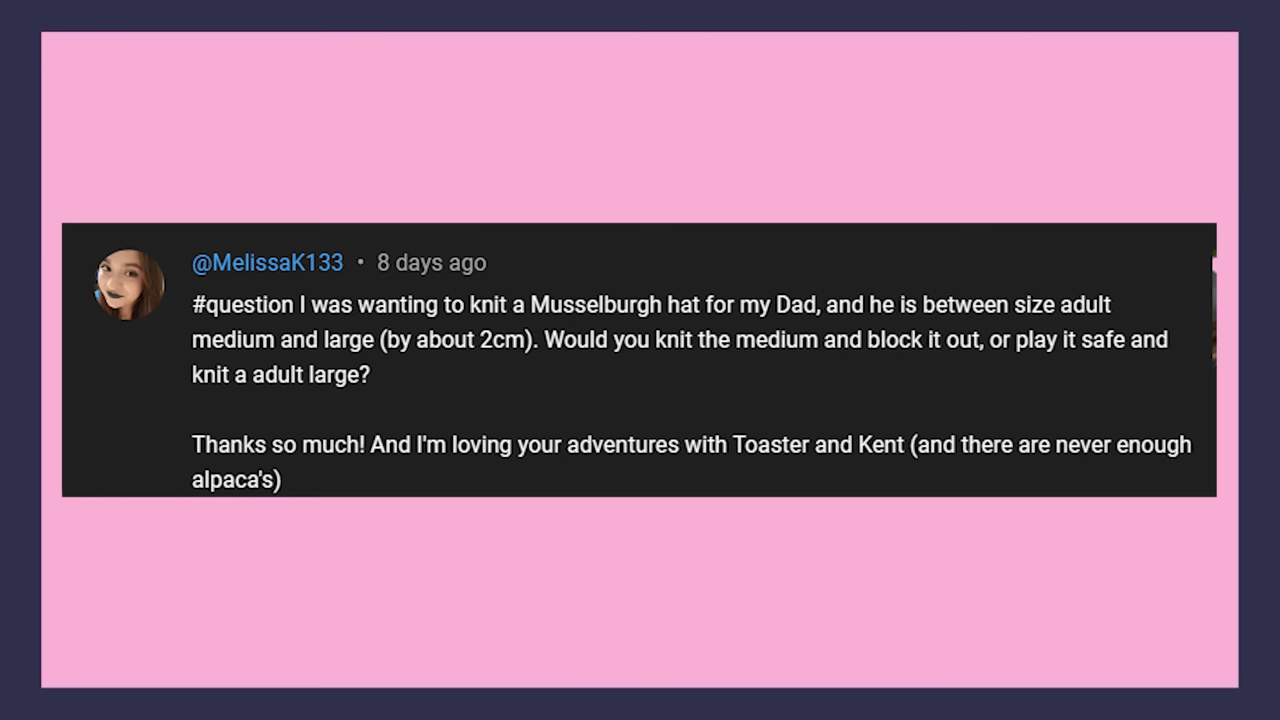 @MelissaK133 • 8 days ago
#question I was wanting to knit a Musselburgh hat for my Dad, and he is between size adult
medium and large (by about 2cm). Would you knit the medium and block it out, or play it safe and
knit a adult large?
Thanks so much! And I'm loving your adventures with Toaster and Kent (and there are never enough
alpaca's)